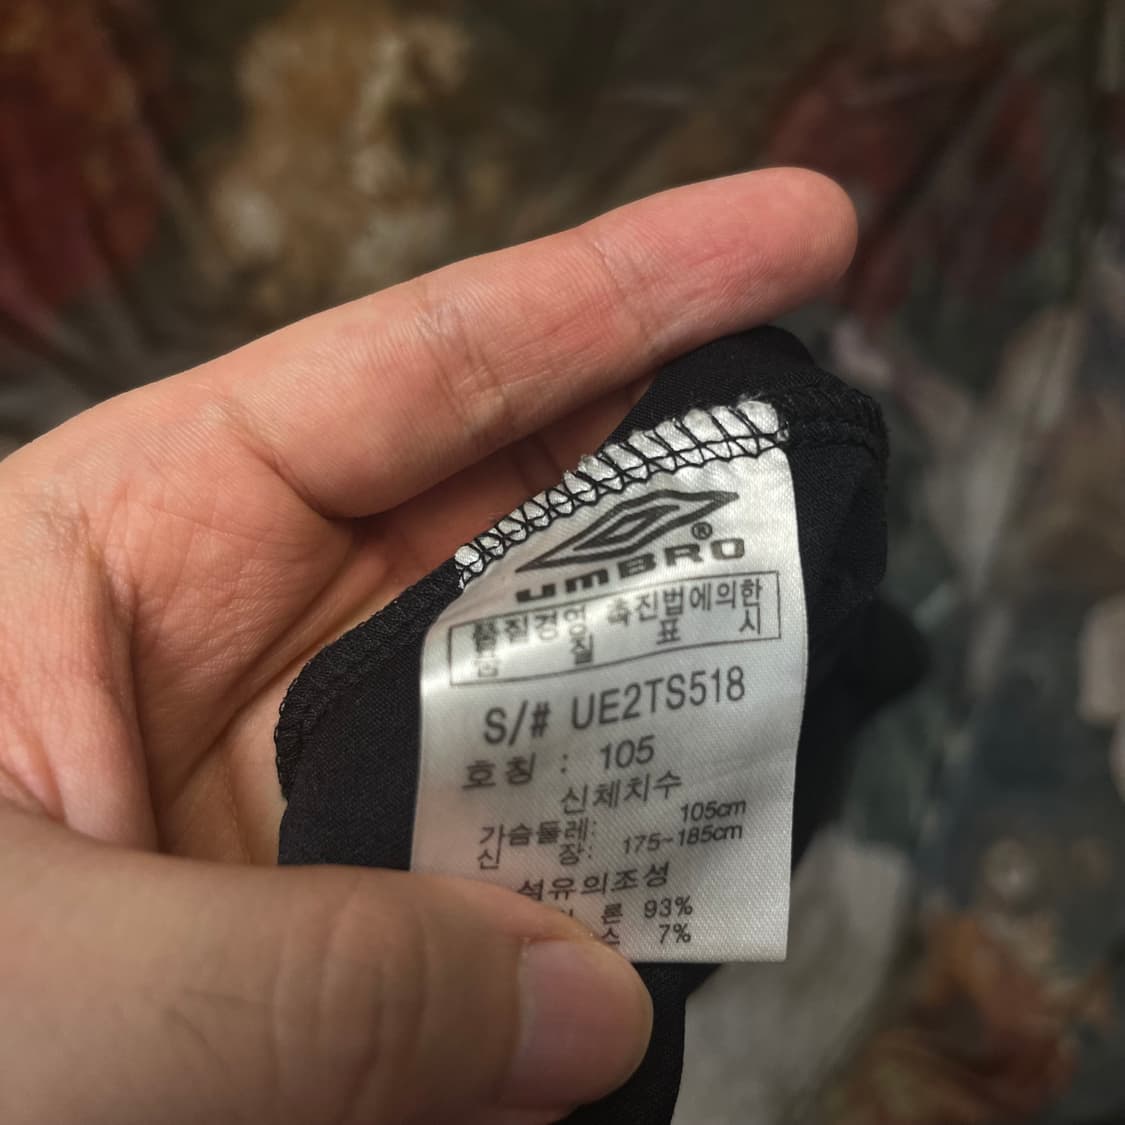 UMBRO®
품질경영 촉진법에의한
품 질 표 시
S/# UE2TS518
호칭 : 105
신체치수
가슴둘레: 105cm
신 장: 175~185cm
섬유의조성
론 93%
스 7%